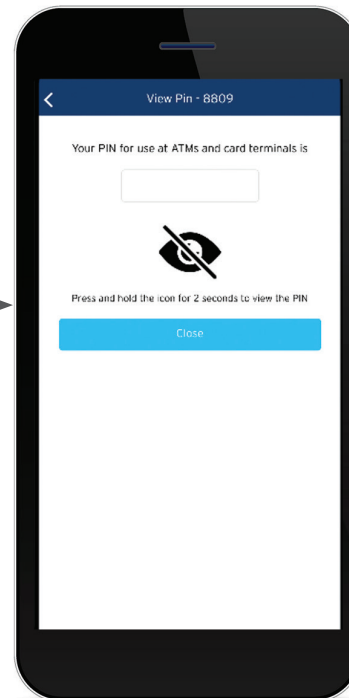 View Pin - 8809
Your PIN for use at ATMs and card terminals is
Press and hold the icon for 2 seconds to view the PIN
Close